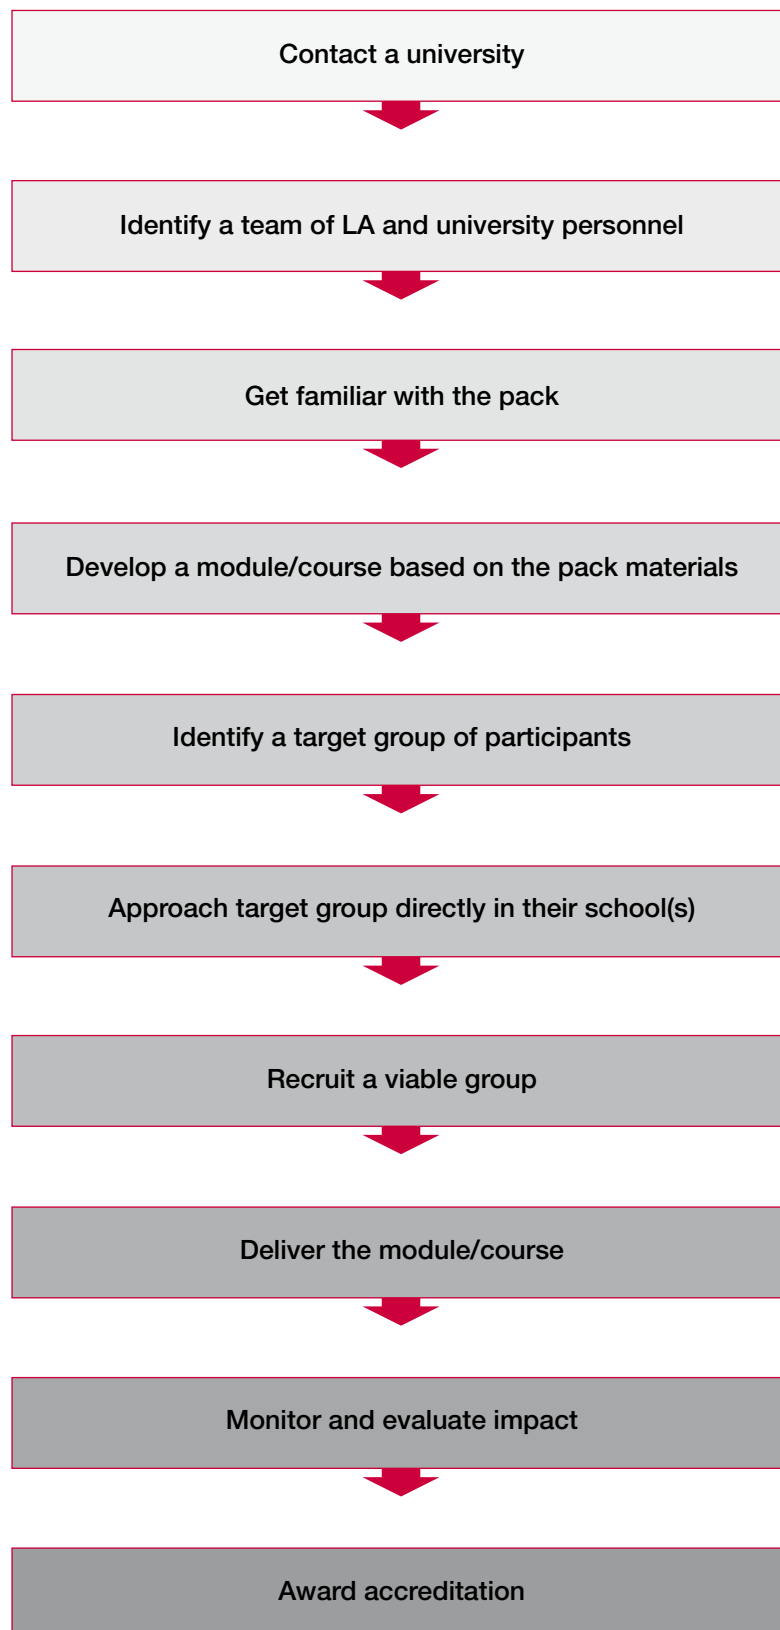 Contact a university
Identify a team of LA and university personnel
Get familiar with the pack
Develop a module/course based on the pack materials
Identify a target group of participants
Approach target group directly in their school(s)
Recruit a viable group
Deliver the module/course
Monitor and evaluate impact
Award accreditation